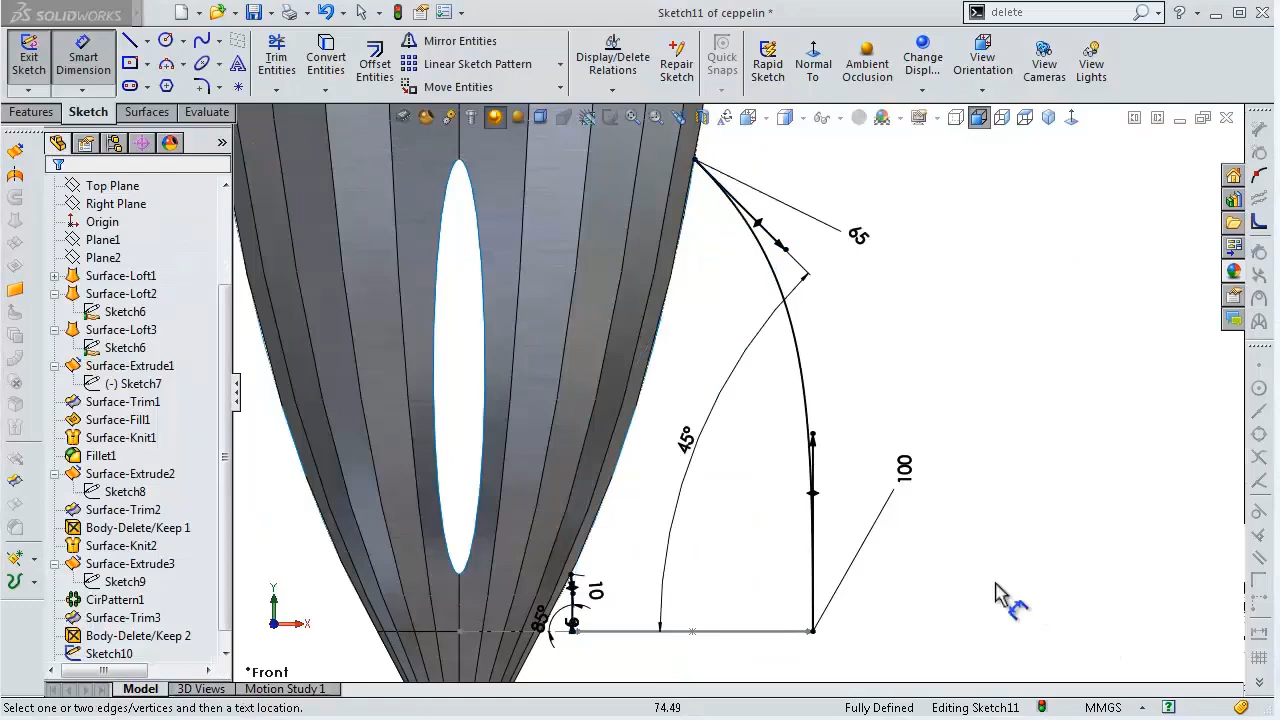 SOLIDWORKS
Sketch11 of ceppelin *
delete
Exit
Sketch
Smart
Dimension
Trim
Entities
Convert
Entities
Offset
Entities
Mirror Entities
Linear Sketch Pattern
Move Entities
Display/Delete
Relations
Repair
Sketch
Quick
Snaps
Rapid
Sketch
Normal
To
Ambient
Occlusion
Change
Displ...
View
Orientation
View
Cameras
View
Lights
Features
Sketch
Surfaces
Evaluate
Top Plane
Right Plane
Origin
Plane1
Plane2
Surface-Loft1
Surface-Loft2
Sketch6
Surface-Loft3
Sketch6
Surface-Extrude1
(-) Sketch7
Surface-Trim1
Surface-Fill1
Surface-Knit1
Fillet1
Surface-Extrude2
Sketch8
Surface-Trim2
Body-Delete/Keep 1
Surface-Knit2
Surface-Extrude3
Sketch9
CirPattern1
Surface-Trim3
Body-Delete/Keep 2
Sketch10
65
45°
100
10
85°
Y
X
*Front
Model
3D Views
Motion Study 1
Select one or two edges/vertices and then a text location.
74.49
Fully Defined
Editing Sketch11
MMGS